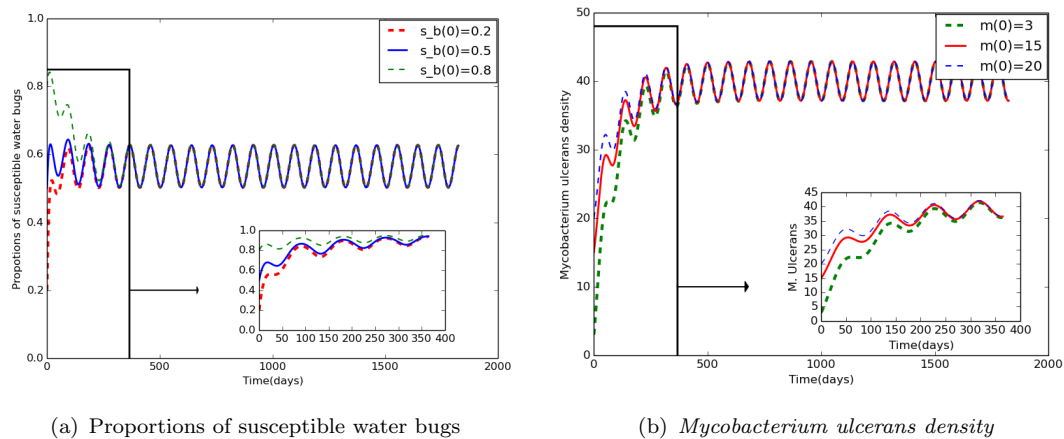 1.0
0.8
0.6
0.4
0.2
0.0
Propotions of susceptible water bugs
s_b(0)=0.2
s_b(0)=0.5
s_b(0)=0.8
1.0
0.8
0.6
0.4
0.2
0.0
0 50 100 150 200 250 300 350 400
0 500 1000 1500 2000
Time(days)
(a) Proportions of susceptible water bugs
50
40
30
20
10
0
Mycobacterium ulcerans density
m(0)=3
m(0)=15
m(0)=20
45
40
35
30
25
20
15
10
5
0
M. Ulcerans
0 50 100 150 200 250 300 350 400
Time(days)
0 500 1000 1500 2000
Time(days)
(b) Mycobacterium ulcerans density